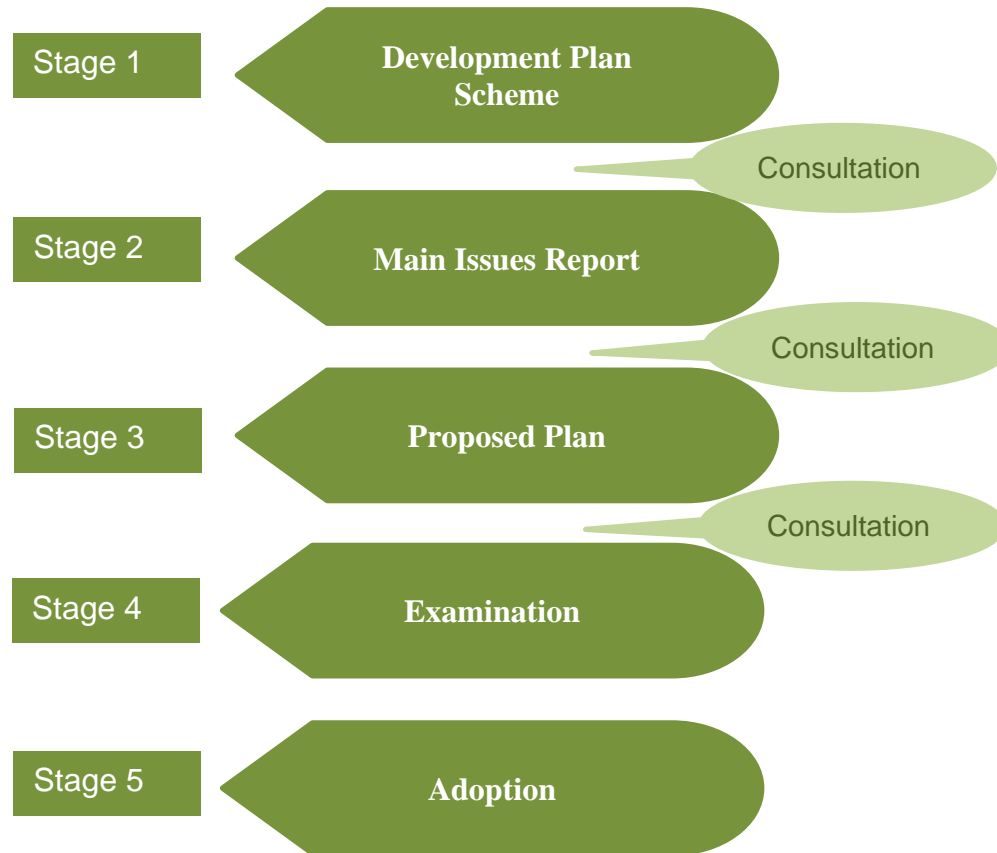 Stage 1
Development Plan
Scheme
Consultation
Stage 2
Main Issues Report
Consultation
Stage 3
Proposed Plan
Consultation
Stage 4
Examination
Stage 5
Adoption